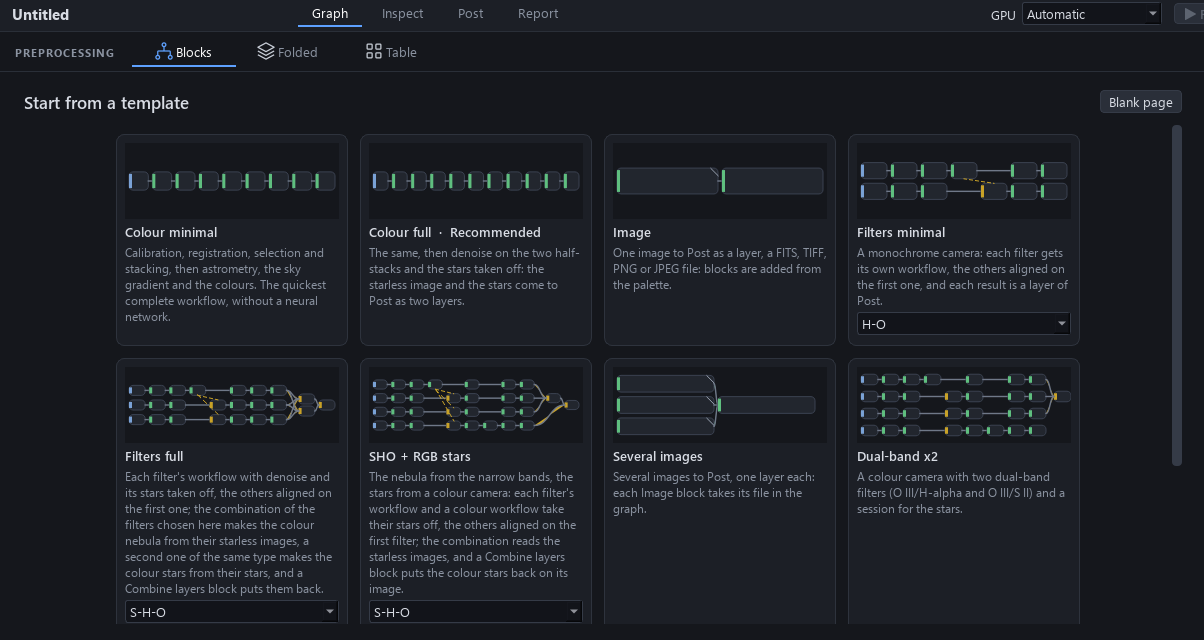 Untitled
Graph
Inspect
Post
Report
GPU
Automatic
PREPROCESSING
Blocks
Folded
Table
Start from a template
Blank page
Colour minimal
Calibration, registration, selection and
stacking, then astrometry, the sky
gradient and the colours. The quickest
complete workflow, without a neural
network.
Colour full · Recommended
The same, then denoise on the two half-
stacks and the stars taken off: the
starless image and the stars come to
Post as two layers.
Image
One image to Post as a layer, a FITS, TIFF,
PNG or JPEG file: blocks are added from
the palette.
Filters minimal
A monochrome camera: each filter gets
its own workflow, the others aligned on
the first one, and each result is a layer of
Post.
H-O
Filters full
Each filter's workflow with denoise and
its stars taken off, the others aligned on
the first one; the combination of the
filters chosen here makes the colour
nebula from their starless images, a
second one of the same type makes the
colour stars from their stars, and a
Combine layers block puts them back.
S-H-O
SHO + RGB stars
The nebula from the narrow bands, the
stars from a colour camera: each filter's
workflow and a colour workflow take
their stars off, the others aligned on the
first filter; the combination reads the
starless images, and a Combine layers
block puts the colour stars back on its
image.
S-H-O
Several images
Several images to Post, one layer each:
each Image block takes its file in the
graph.
Dual-band x2
A colour camera with two dual-band
filters (O III/H-alpha and O III/S II) and a
session for the stars.